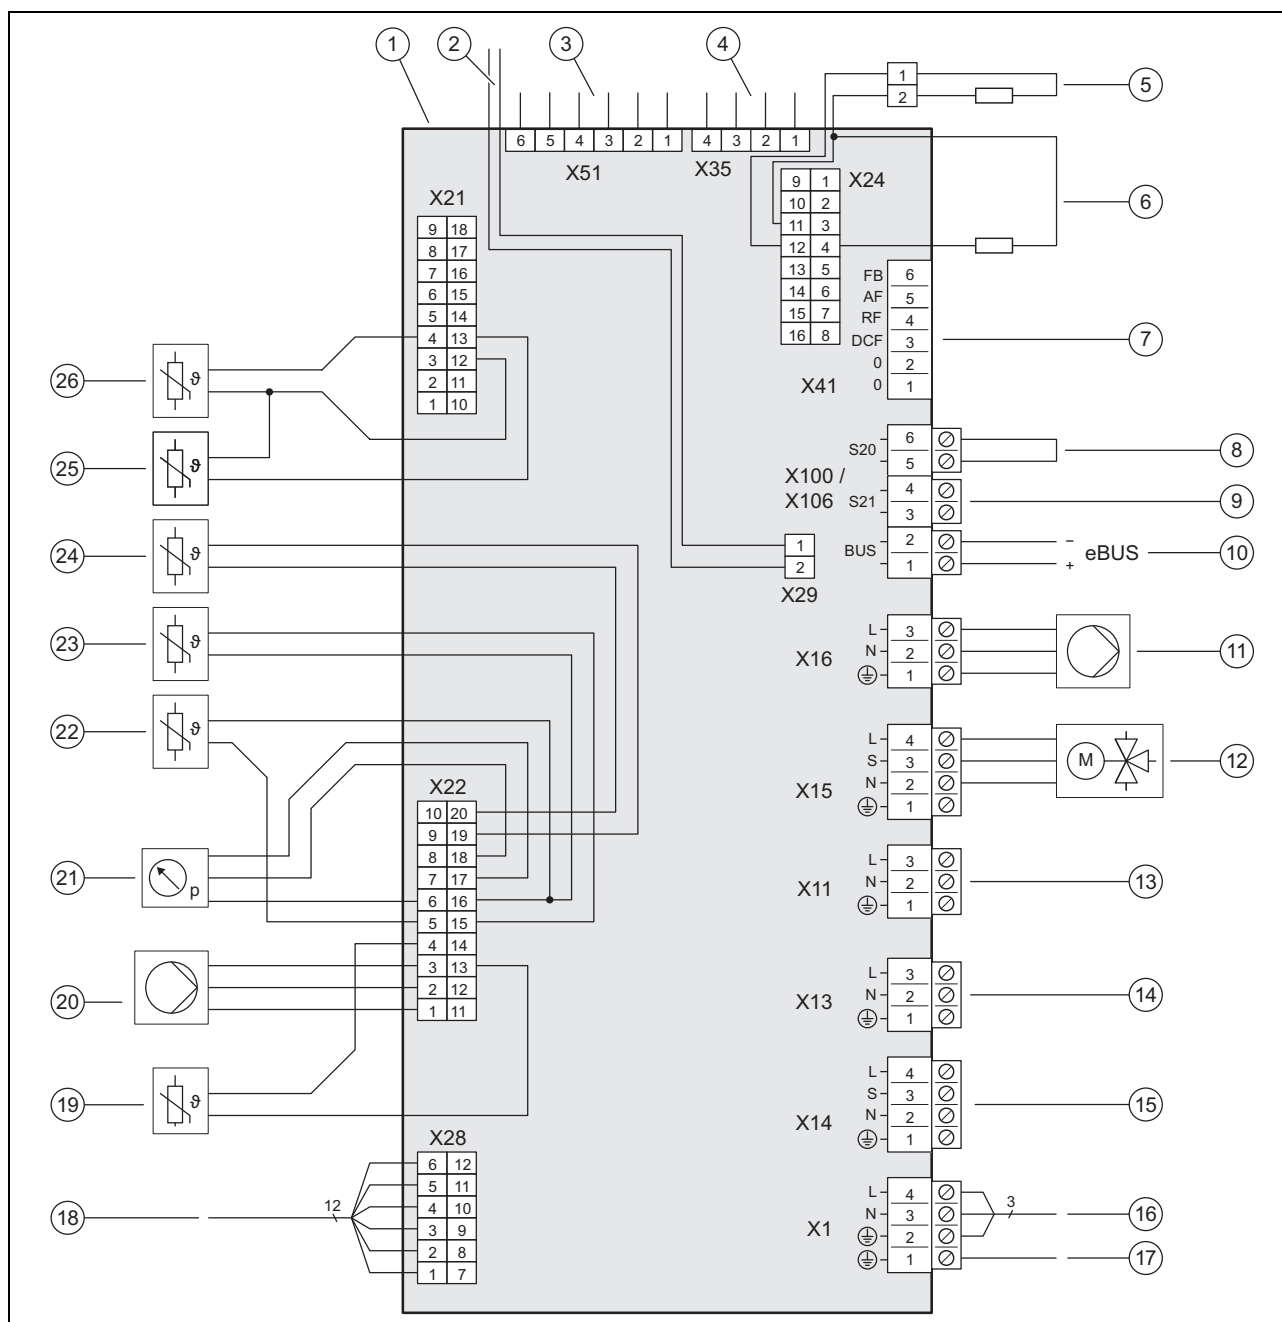 1
2
3
4
1
2
5
6 5 4 3 2 1
4 3 2 1
X51
X35
X24
9 1
10 2
11 3
12 4
13 5
14 6
15 7
16 8
6
X21
9 18
8 17
7 16
6 15
5 14
4 13
3 12
2 11
1 10
FB 6
AF 5
RF 4
DCF 3
0 2
0 1
X41
7
26
ϑ
25
ϑ
24
ϑ
23
ϑ
22
ϑ
X100 /
X106
S20
6
5
8
S21
4
3
9
BUS
2
1
–
+
eBUS
10
1
2
X29
X16
L 3
N 2
1
11
X15
L 4
S 3
N 2
1
M
12
X22
10 20
9 19
8 18
7 17
6 16
5 15
4 14
3 13
2 12
1 11
21
p
20
19
ϑ
X11
L 3
N 2
1
13
X13
L 3
N 2
1
14
X14
L 4
S 3
N 2
1
15
X28
6 12
5 11
4 10
3 9
2 8
1 7
18
12
X1
L 4
N 3
2
1
3
16
17